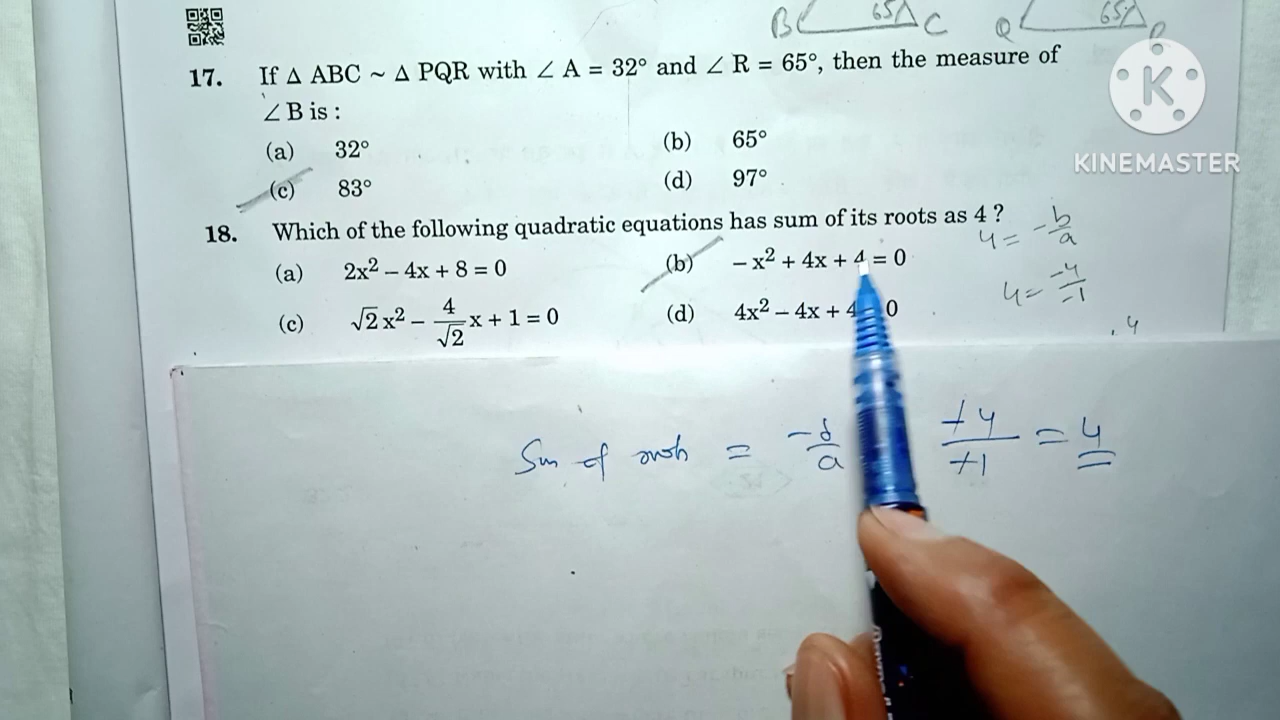 B 65 C Q 65
17. If Δ ABC ~ Δ PQR with ∠ A = 32° and ∠ R = 65°, then the measure of
∠ B is :
(a) 32° (b) 65°
(c) 83° (d) 97°
K
KINEMASTER
18. Which of the following quadratic equations has sum of its roots as 4 ?
4 = -b/a
(a) 2x² – 4x + 8 = 0 (b) – x² + 4x + 4 = 0
4 = -4/-1
(c) √2 x² – 4/√2 x + 1 = 0 (d) 4x² – 4x + 4 = 0
4
Sum of roots = -b/a +4/+1 = 4